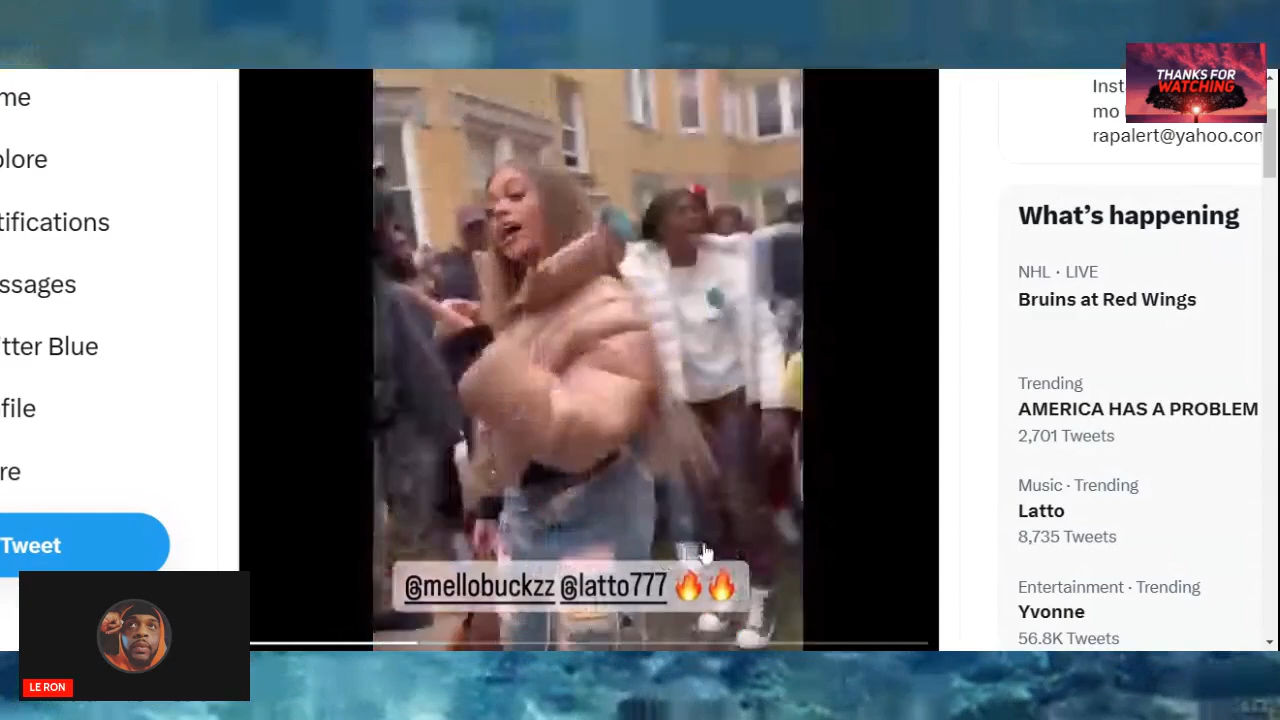 me
plore
tifications
ssages
tter Blue
file
re
Tweet
LE RON
@mellobuckzz @latto777 🔥🔥
THANKS FOR
WATCHING
Inst
mo
rapalert@yahoo.con
What's happening
NHL · LIVE
Bruins at Red Wings
Trending
AMERICA HAS A PROBLEM
2,701 Tweets
Music · Trending
Latto
8,735 Tweets
Entertainment · Trending
Yvonne
56.8K Tweets